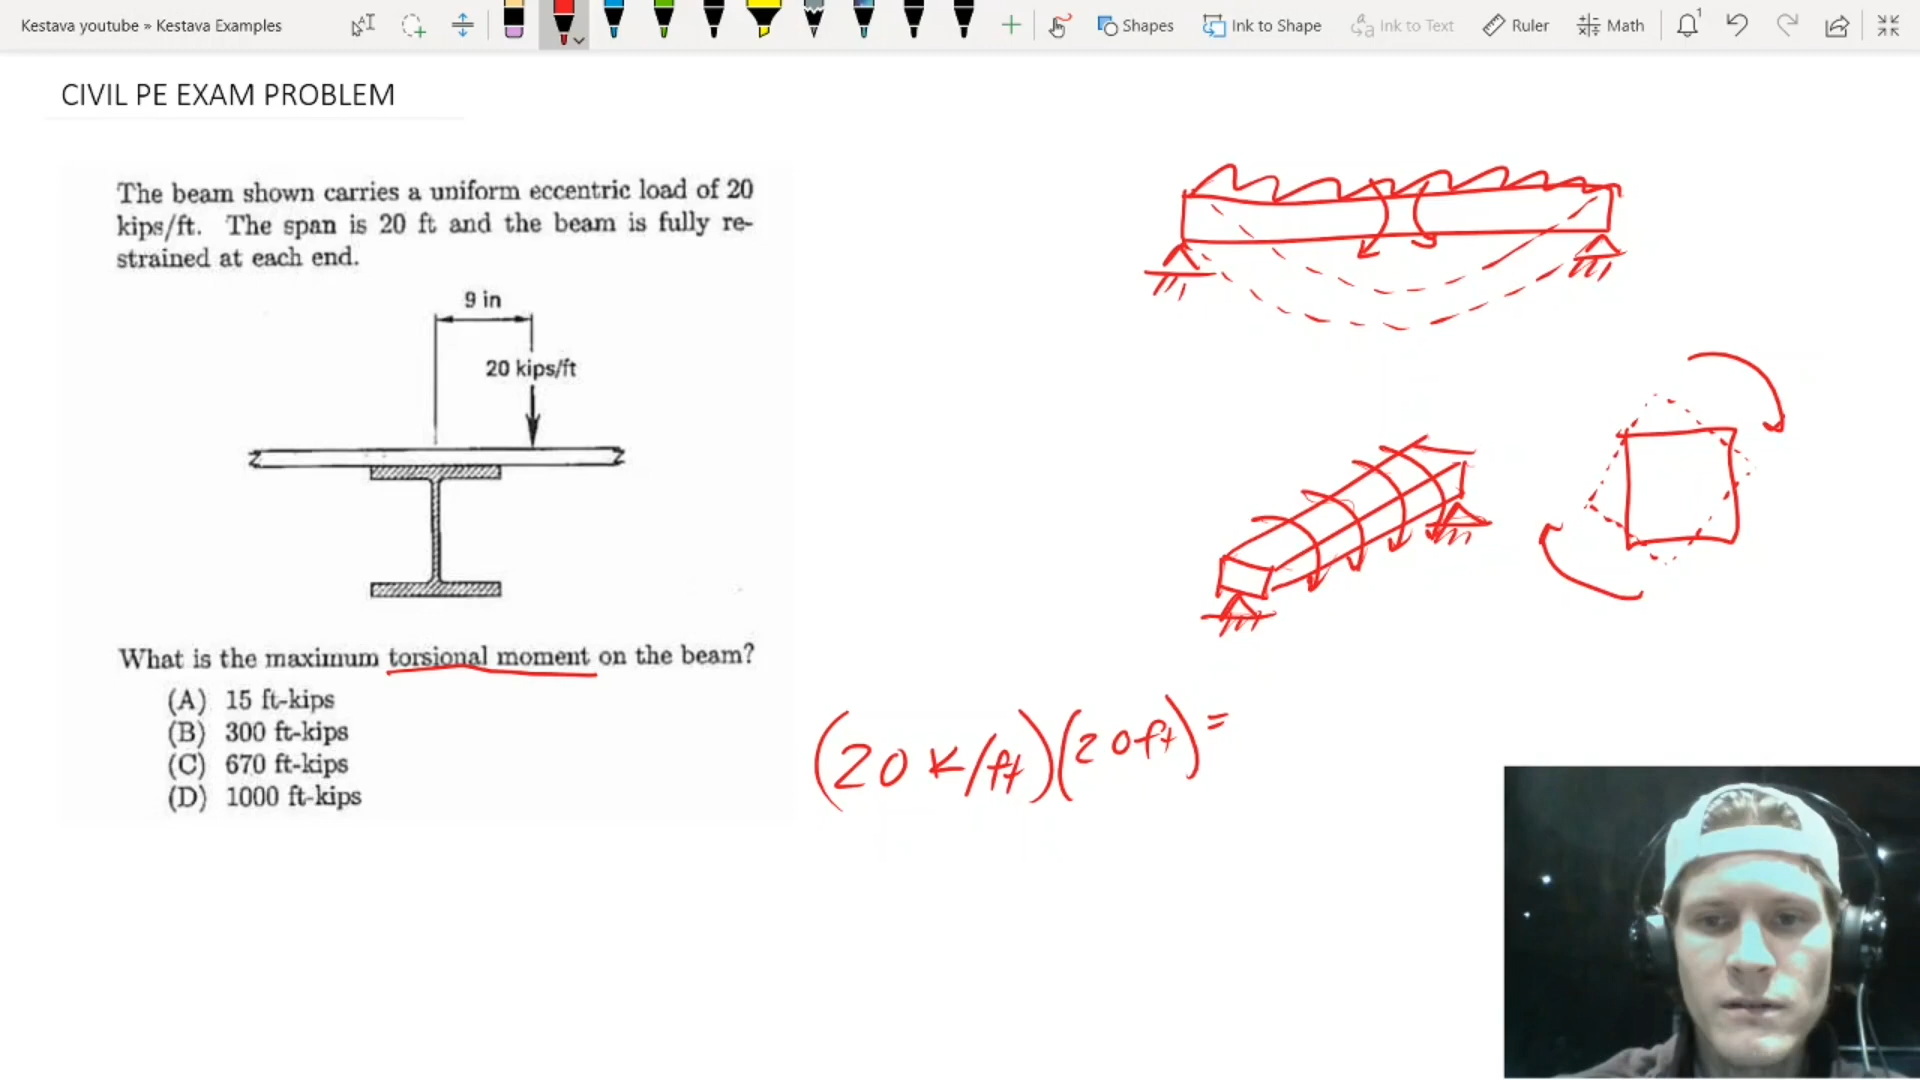 Kestava youtube » Kestava Examples
Shapes
Ink to Shape
Ink to Text
Ruler
Math
1
CIVIL PE EXAM PROBLEM
The beam shown carries a uniform eccentric load of 20
kips/ft. The span is 20 ft and the beam is fully re-
strained at each end.
9 in
20 kips/ft
What is the maximum torsional moment on the beam?
(A) 15 ft-kips
(B) 300 ft-kips
(C) 670 ft-kips
(D) 1000 ft-kips
(20 K/ft)(20ft) =